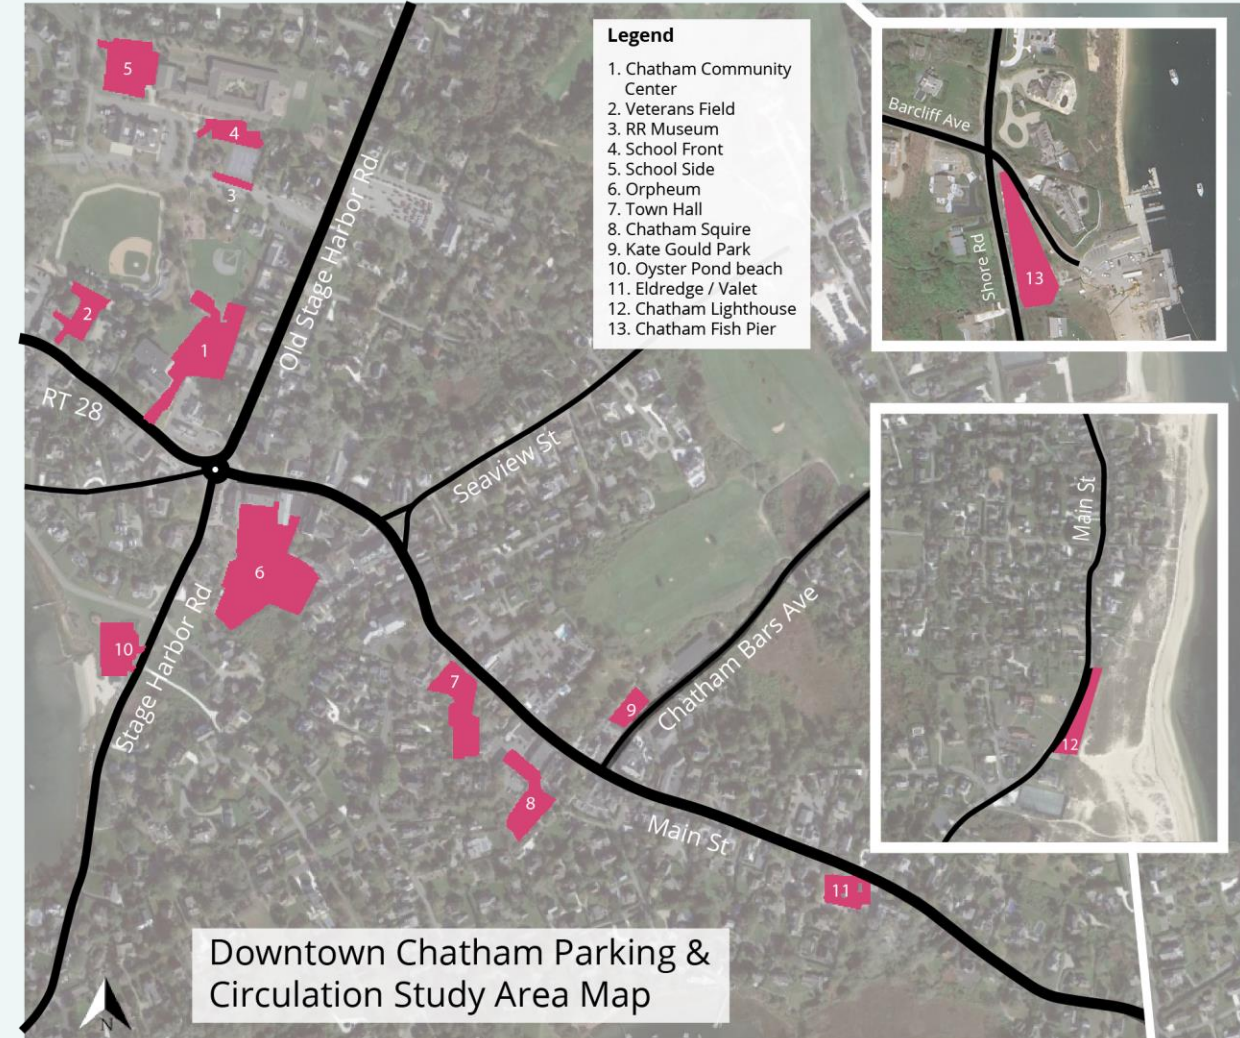 Legend
1. Chatham Community
Center
2. Veterans Field
3. RR Museum
4. School Front
5. School Side
6. Orpheum
7. Town Hall
8. Chatham Squire
9. Kate Gould Park
10. Oyster Pond beach
11. Eldredge / Valet
12. Chatham Lighthouse
13. Chatham Fish Pier
5
4
3
2
1
RT 28
Old Stage Harbor Rd
Seaview St
6
10
Stage Harbor Rd
7
9
Chatham Bars Ave
8
Main St
11
Barcliff Ave
Shore Rd
13
Main St
12
Downtown Chatham Parking &
Circulation Study Area Map
N